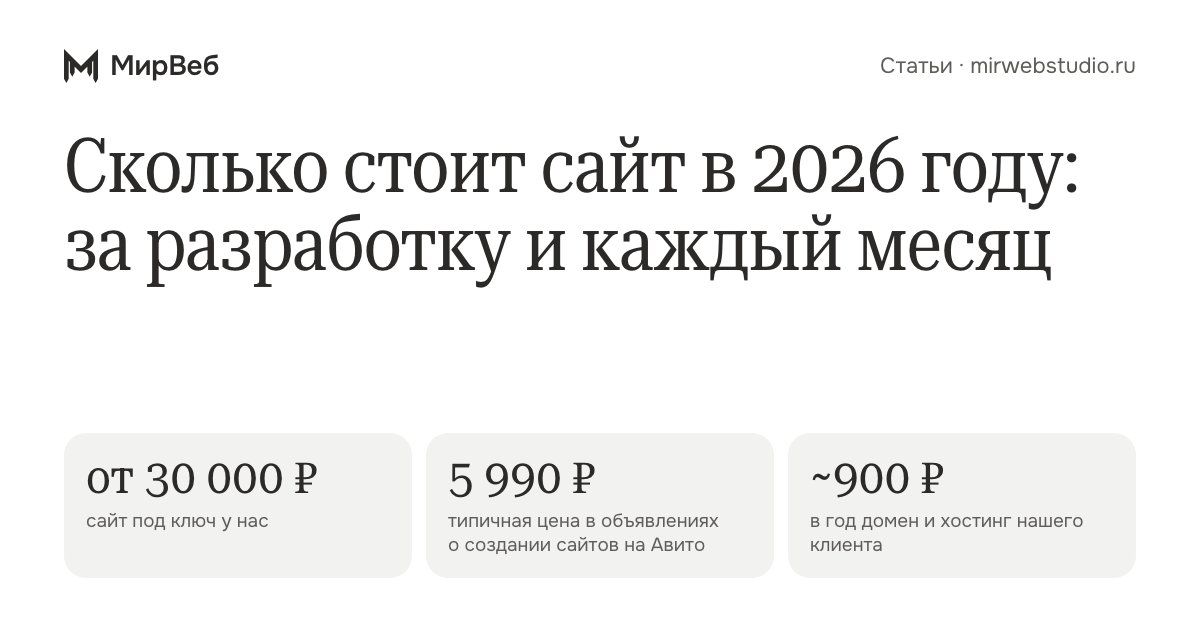 МирВеб
Статьи · mirwebstudio.ru
Сколько стоит сайт в 2026 году:
за разработку и каждый месяц
от 30 000 ₽
сайт под ключ у нас
5 990 ₽
типичная цена в объявлениях
о создании сайтов на Авито
~900 ₽
в год домен и хостинг нашего
клиента